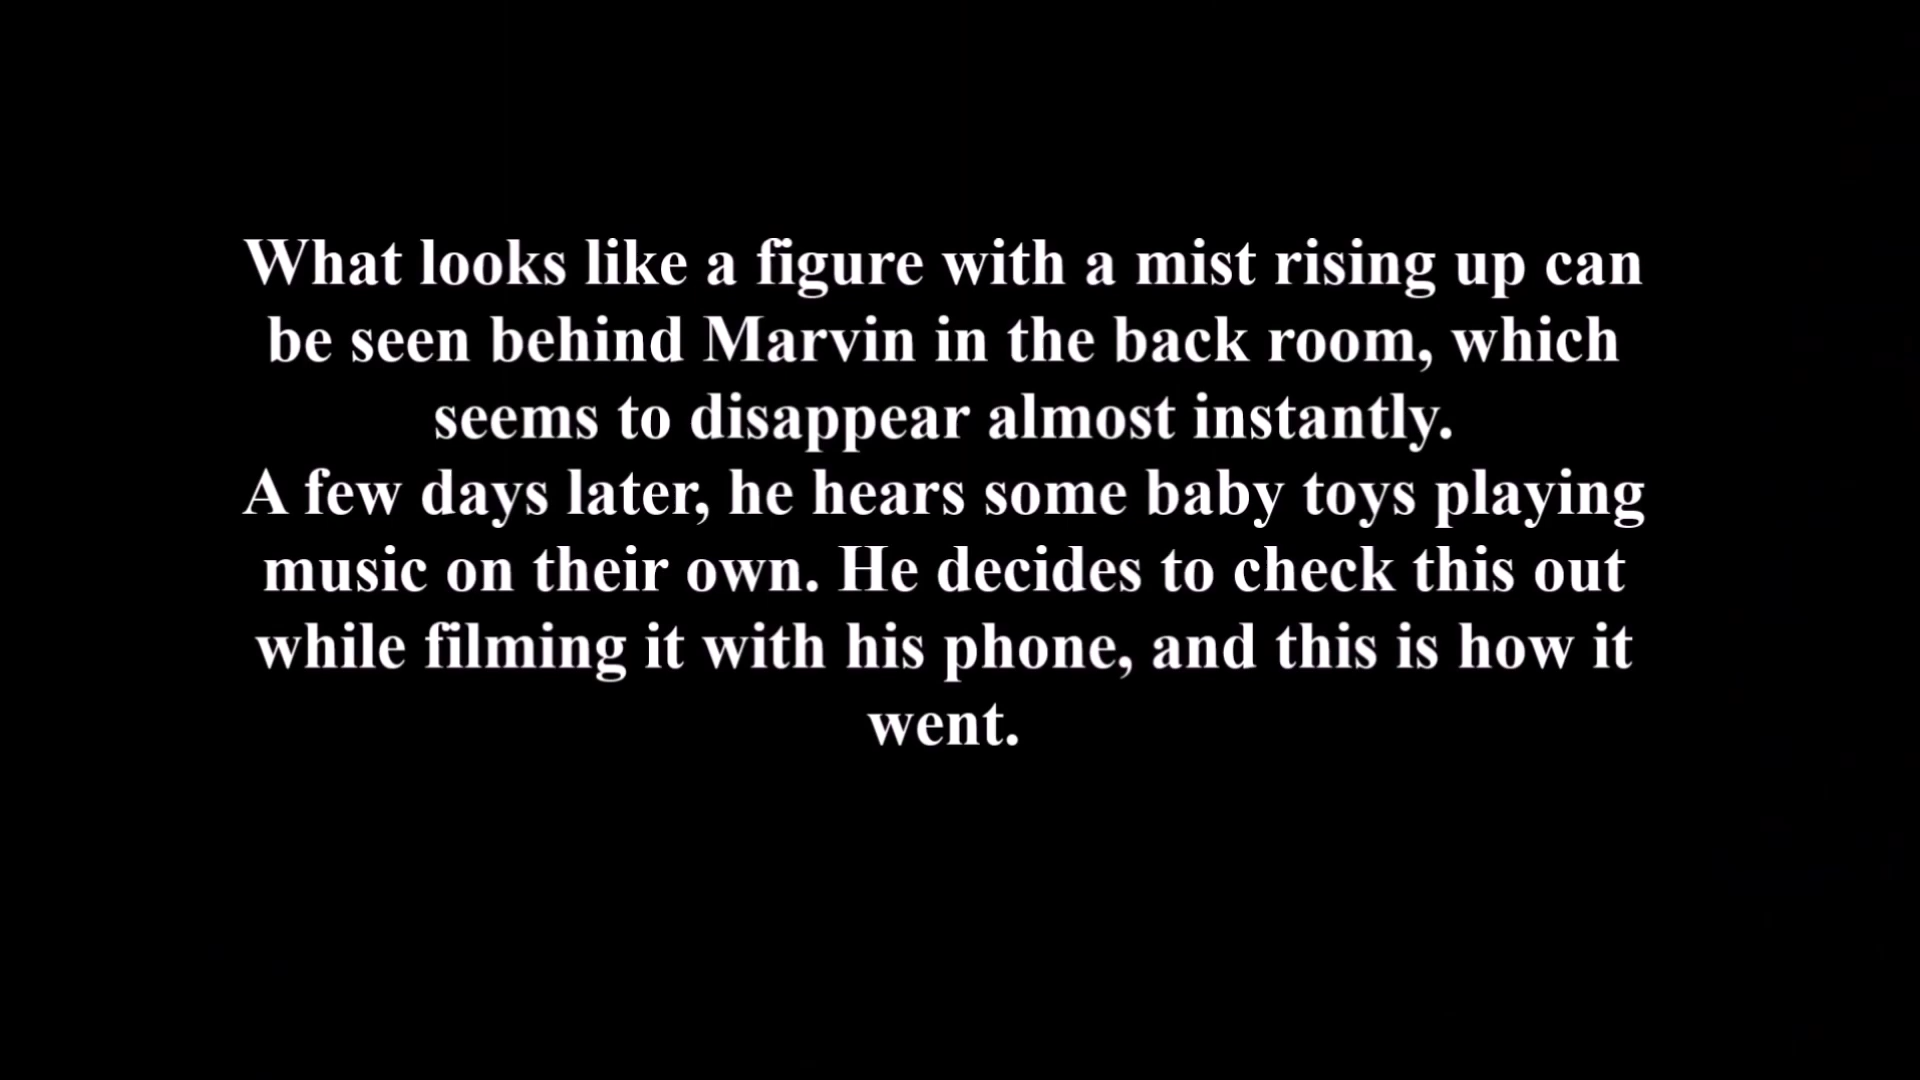 What looks like a figure with a mist rising up can
be seen behind Marvin in the back room, which
seems to disappear almost instantly.
A few days later, he hears some baby toys playing
music on their own. He decides to check this out
while filming it with his phone, and this is how it
went.